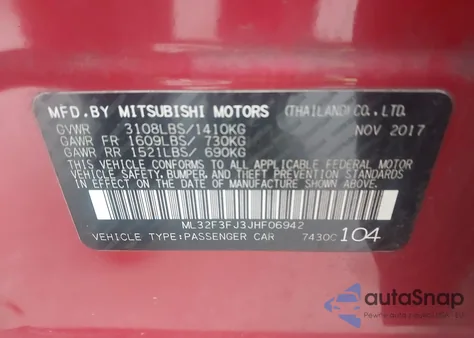 MFD.BY MITSUBISHI MOTORS (THAILAND)CO.,LTD.
GVWR 3108LBS/1410KG NOV 2017
GAWR FR 1609LBS/ 730KG
GAWR RR 1521LBS/ 690KG
THIS VEHICLE CONFORMS TO ALL APPLICABLE FEDERAL MOTOR
VEHICLE SAFETY, BUMPER, AND THEFT PREVENTION
STANDARDS IN EFFECT ON THE DATE OF MANUFACTURE
SHOWN ABOVE.
ML32F3FJ3JHF06942
VEHICLE TYPE:PASSENGER CAR 7430C 104
autoSnap